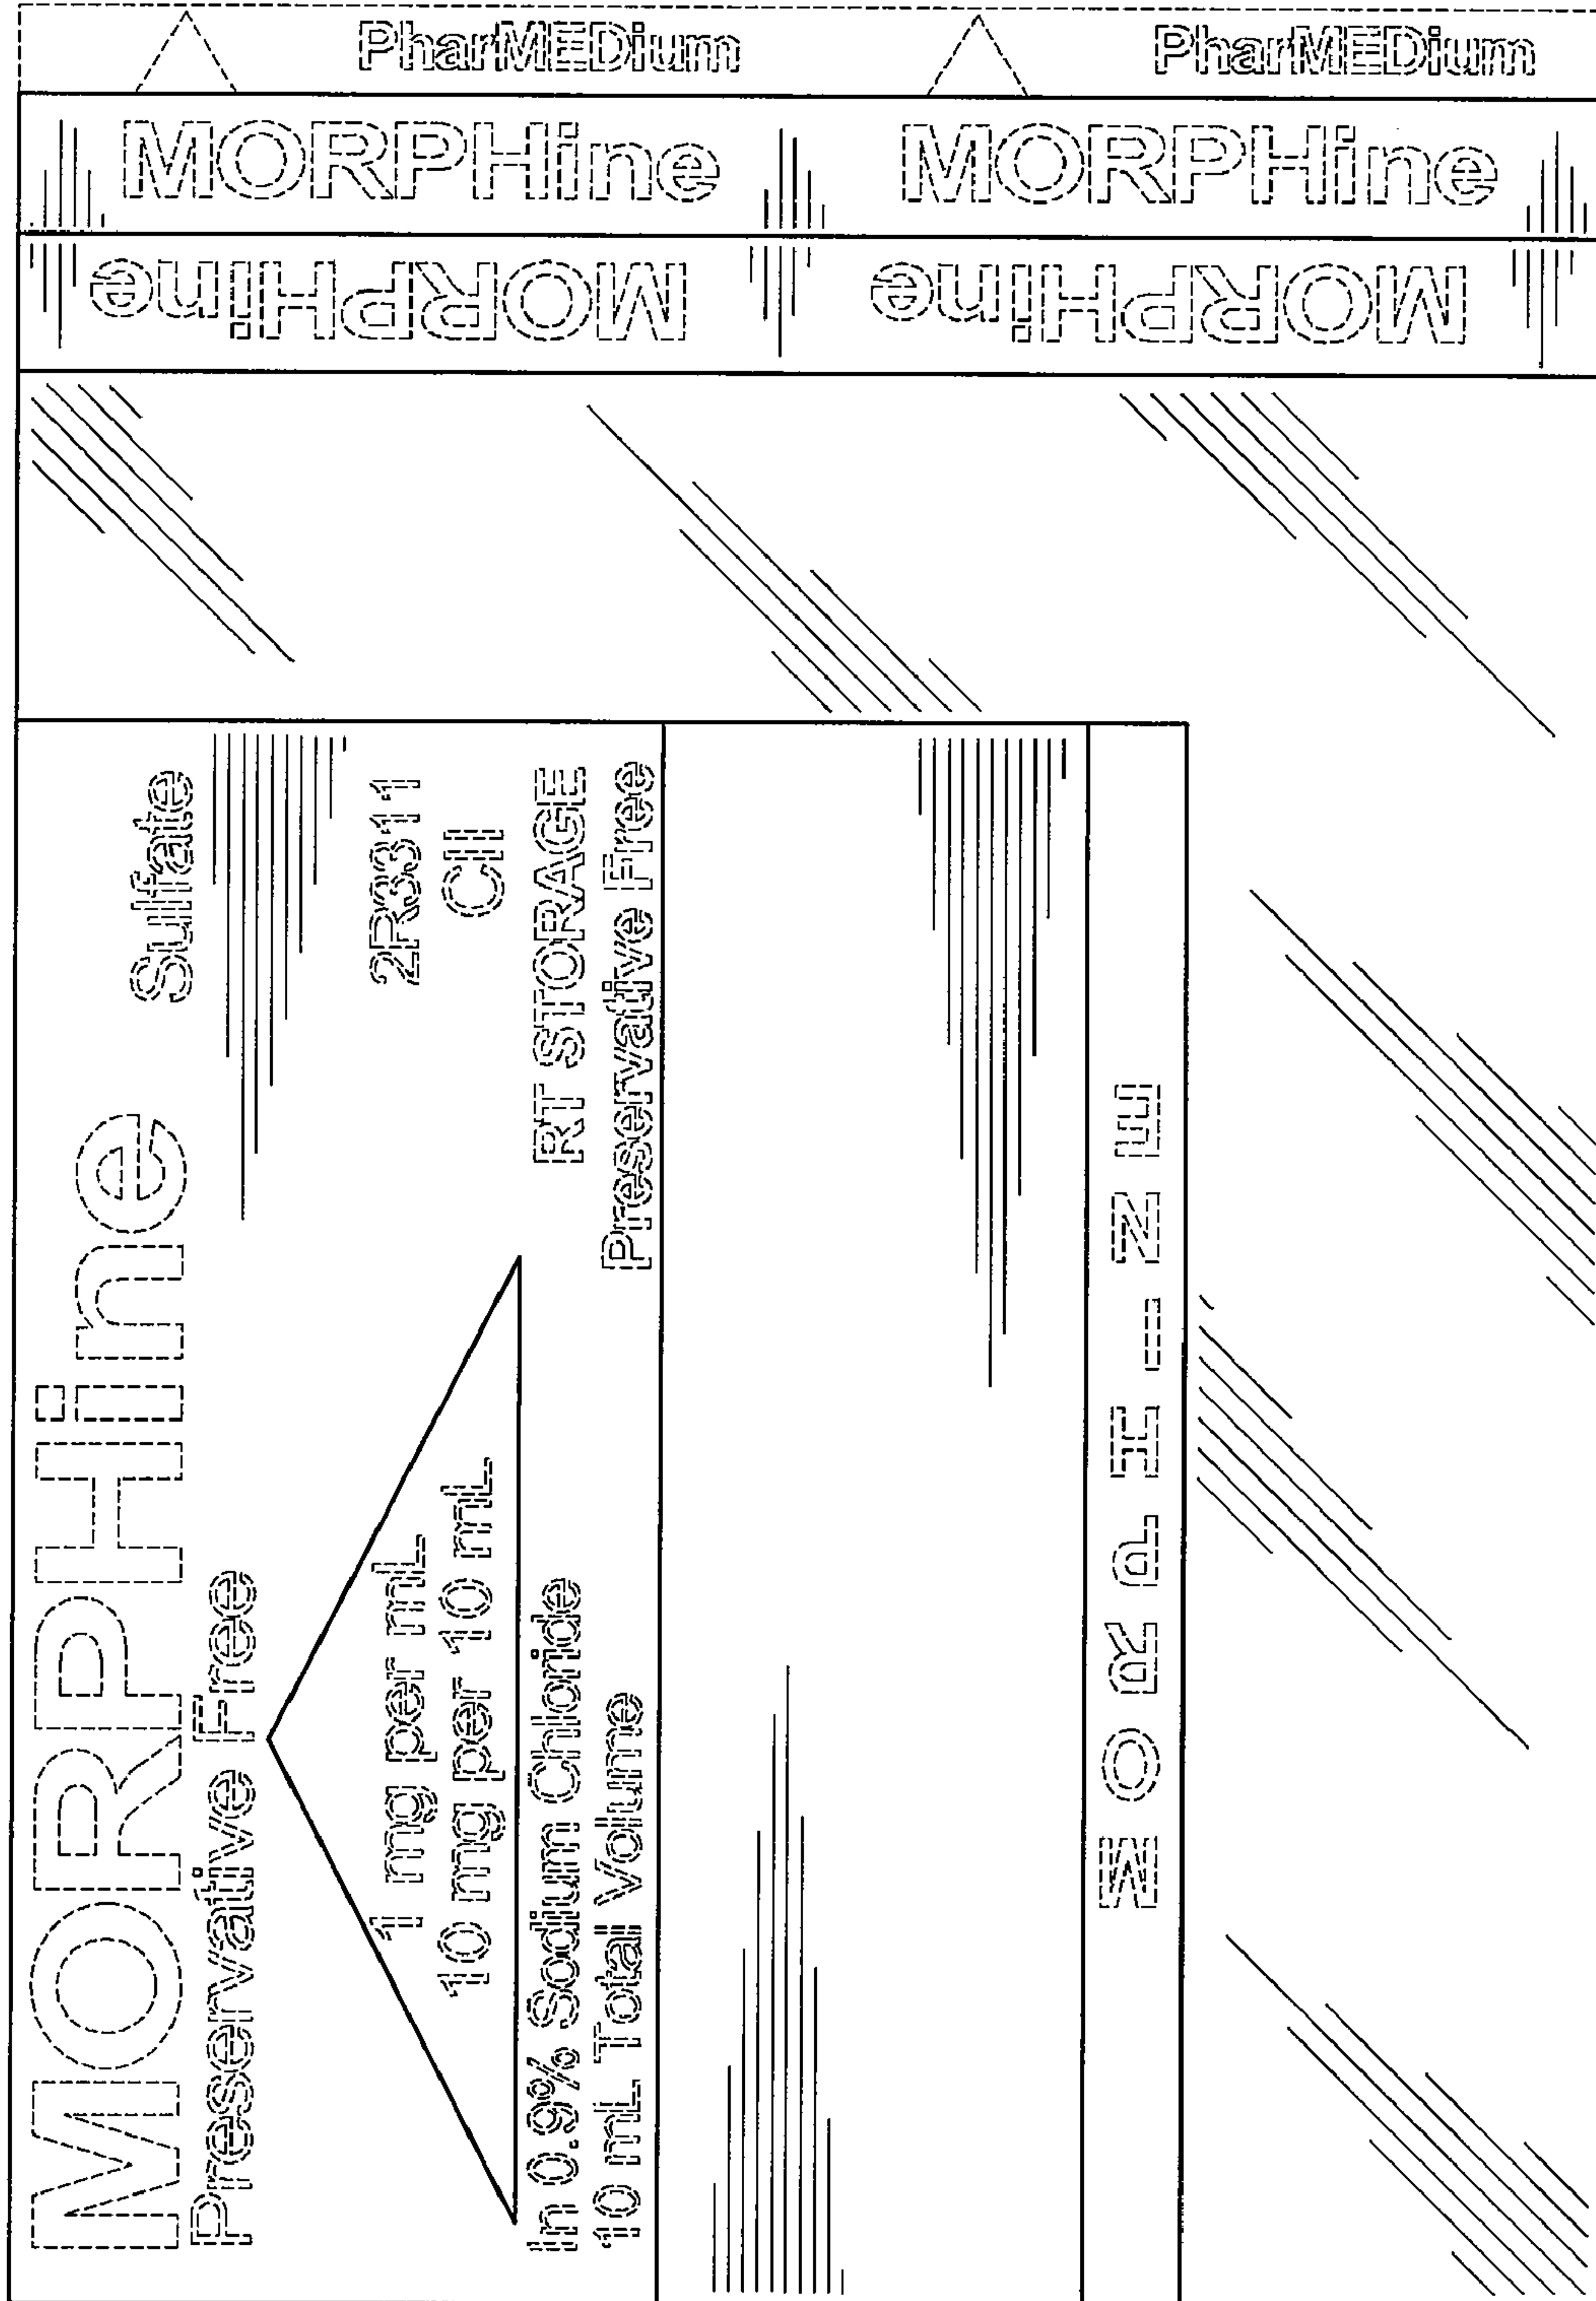 PharMEDium PharMEDium
MORPHine MORPHine
MORPHine MORPHine
MORPHine Sulfate
Preservative Free
1 mg per mL 2R3311
10 mg per 10 mL CII
In 0.9% Sodium Chloride RT STORAGE
10 mL Total Volume Preservative Free
MORPHINE